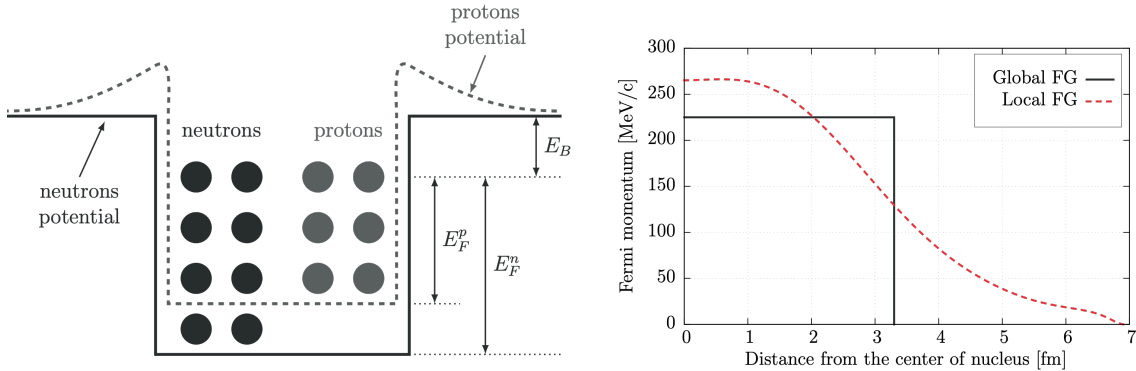 protons
potential
neutrons
protons
neutrons
potential
E_B
E_F^p
E_F^n
300
250
200
150
100
50
0
Fermi momentum [MeV/c]
Global FG
Local FG
0
1
2
3
4
5
6
7
Distance from the center of nucleus [fm]